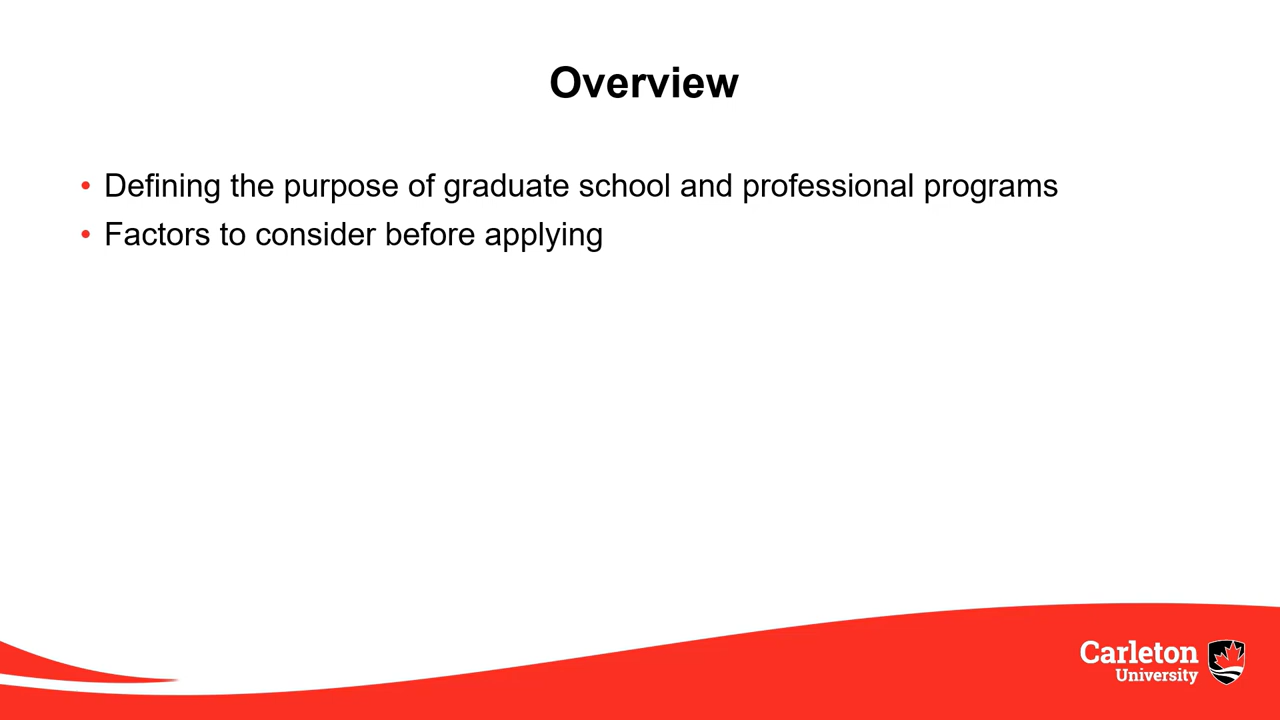 Overview
• Defining the purpose of graduate school and professional programs
• Factors to consider before applying
Carleton
University